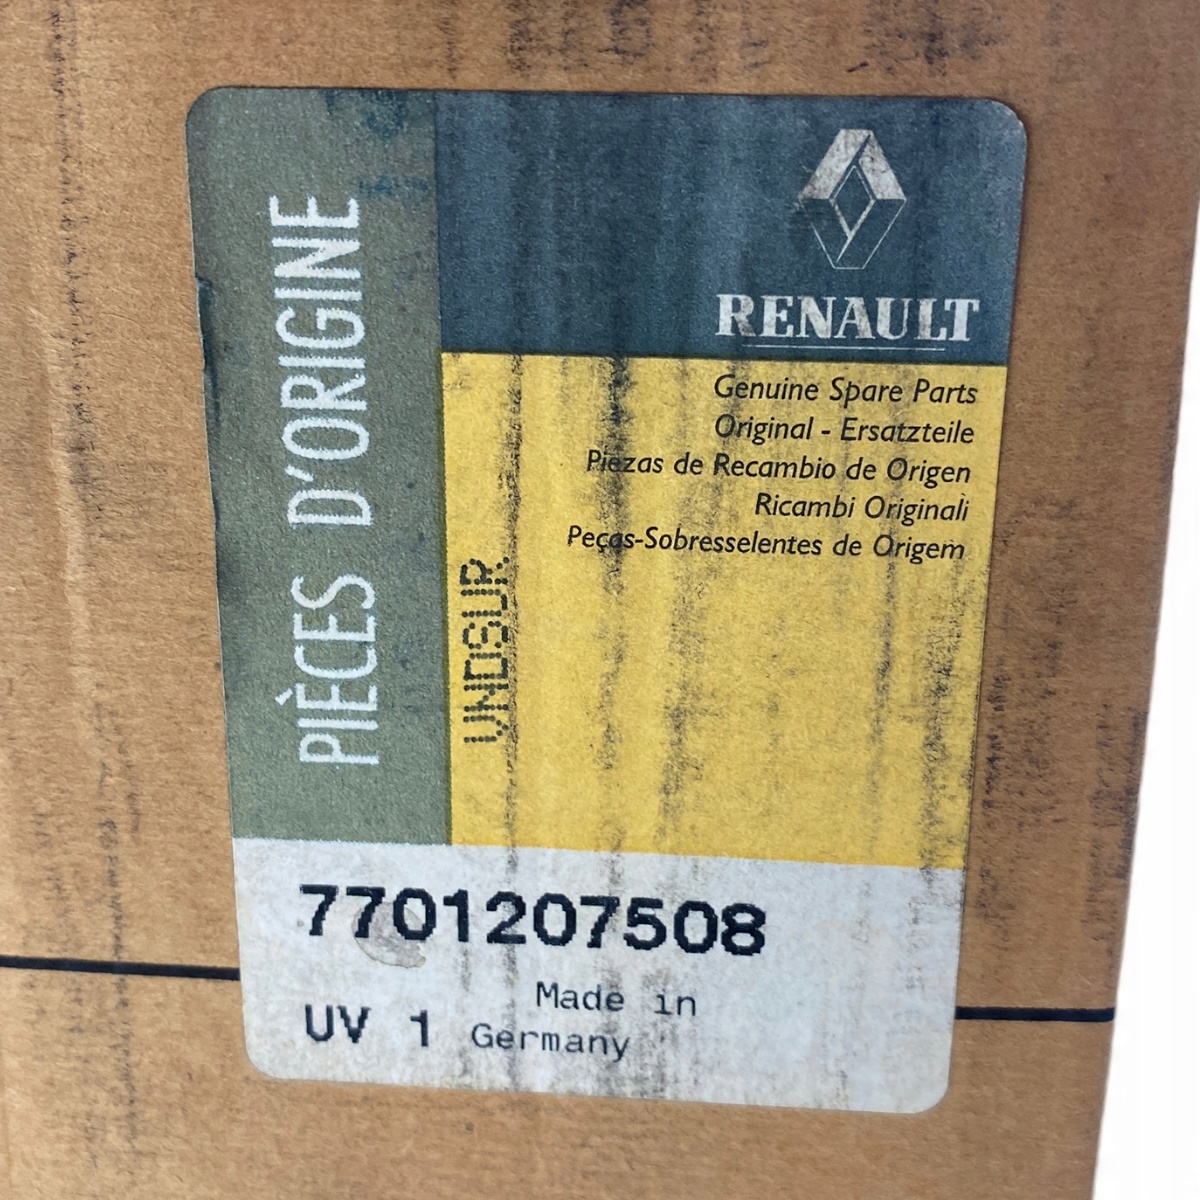 PIÈCES D'ORIGINE
RENAULT
Genuine Spare Parts
Original - Ersatzteile
Piezas de Recambio de Origen
Ricambi Originali
Peças-Sobresselentes de Origem
VNDSUR
7701207508
Made in
UV 1 Germany